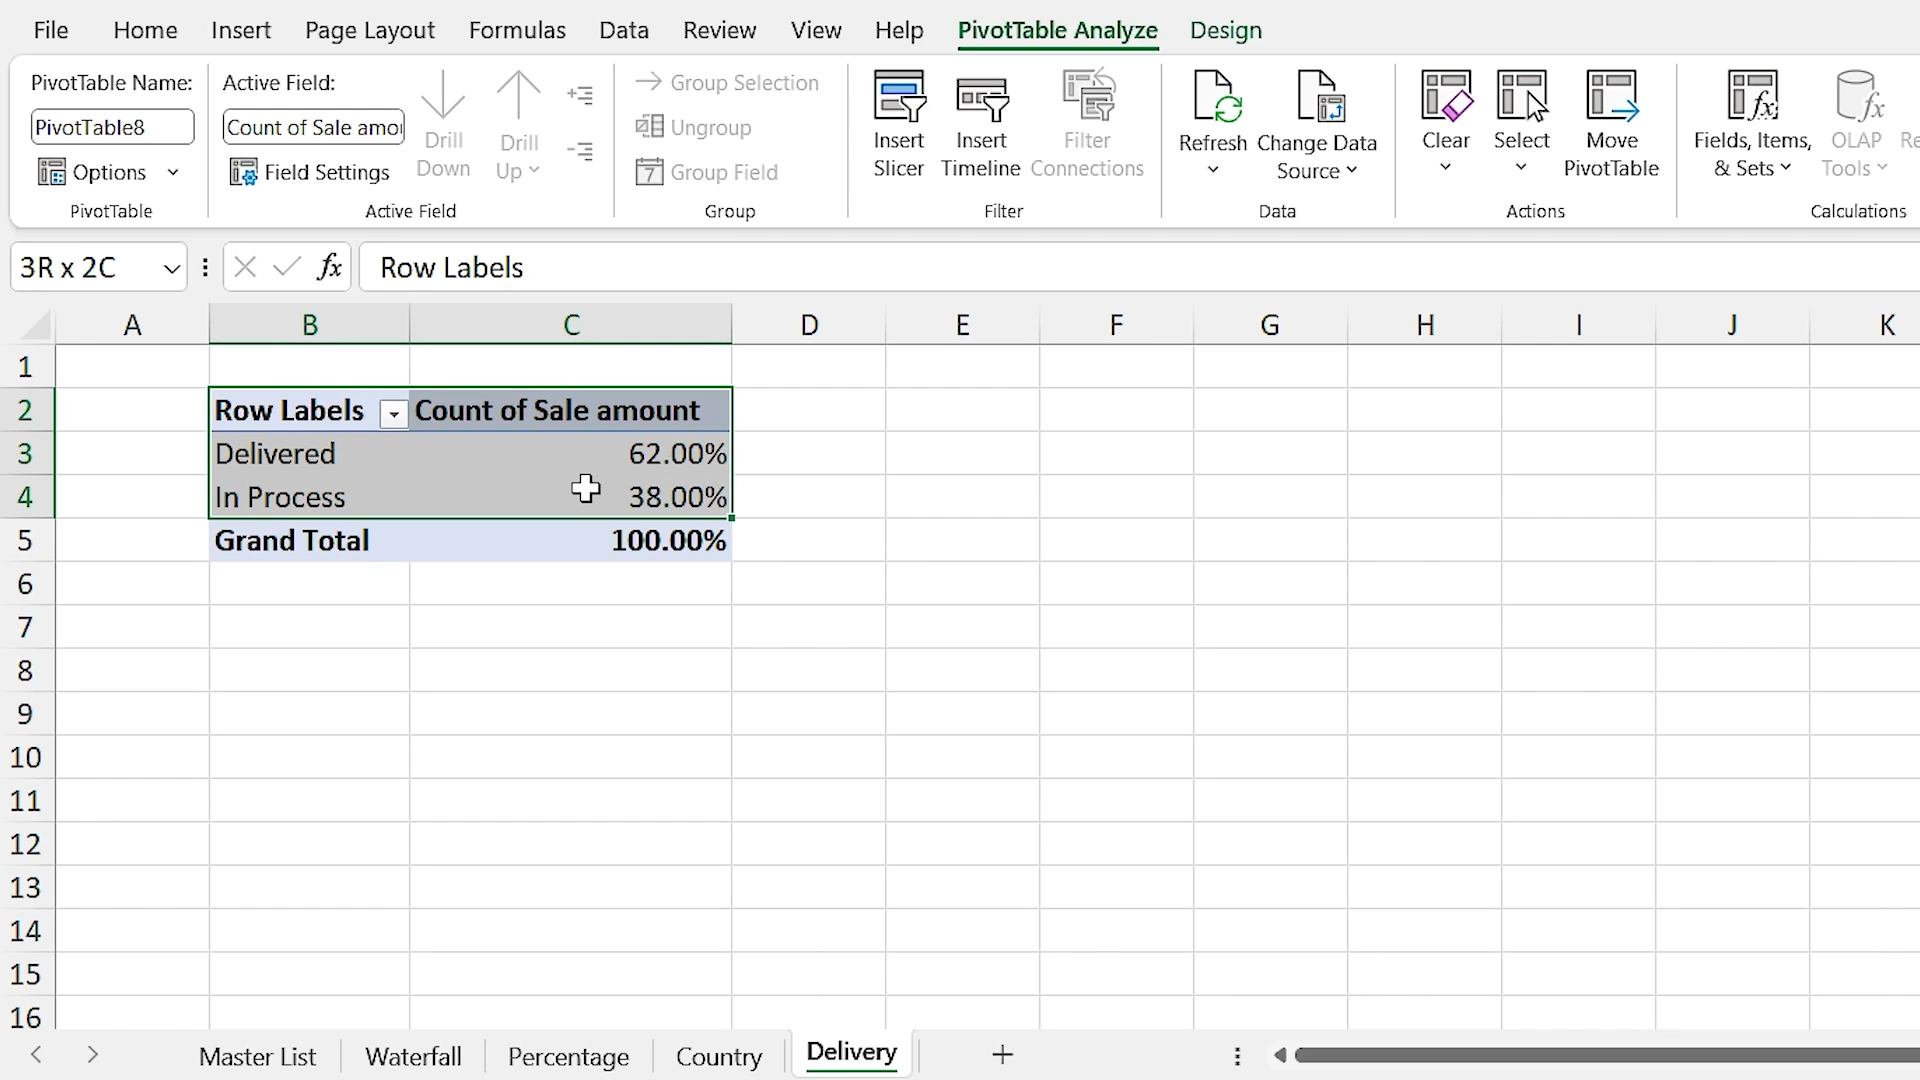 File Home Insert Page Layout Formulas Data Review View Help PivotTable Analyze Design
PivotTable Name:
PivotTable8
Options
PivotTable
Active Field:
Count of Sale amo
Field Settings
Drill
Down
Drill
Up
Active Field
Group Selection
Ungroup
7 Group Field
Group
Insert
Slicer
Insert
Timeline
Filter
Connections
Filter
Refresh
Change Data
Source
Data
Clear
Select
Move
PivotTable
Actions
Fields, Items,
& Sets
OLAP
Tools
Re
Calculations
3R x 2C
fx
Row Labels
A B C D E F G H I J K
1
2 Row Labels Count of Sale amount
3 Delivered 62.00%
4 In Process 38.00%
5 Grand Total 100.00%
6
7
8
9
10
11
12
13
14
15
16
Master List Waterfall Percentage Country Delivery